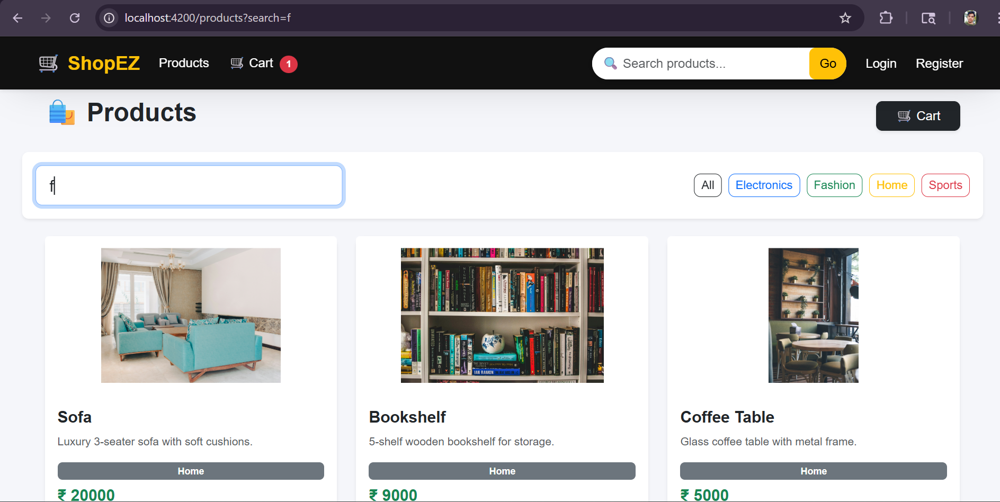 localhost:4200/products?search=f
ShopEZ
Products
Cart 1
Search products...
Go
Login
Register
Products
Cart
f
All
Electronics
Fashion
Home
Sports
IAN RANKIN
Sofa
Luxury 3-seater sofa with soft cushions.
Home
₹ 20000
Bookshelf
5-shelf wooden bookshelf for storage.
Home
₹ 9000
Coffee Table
Glass coffee table with metal frame.
Home
₹ 5000